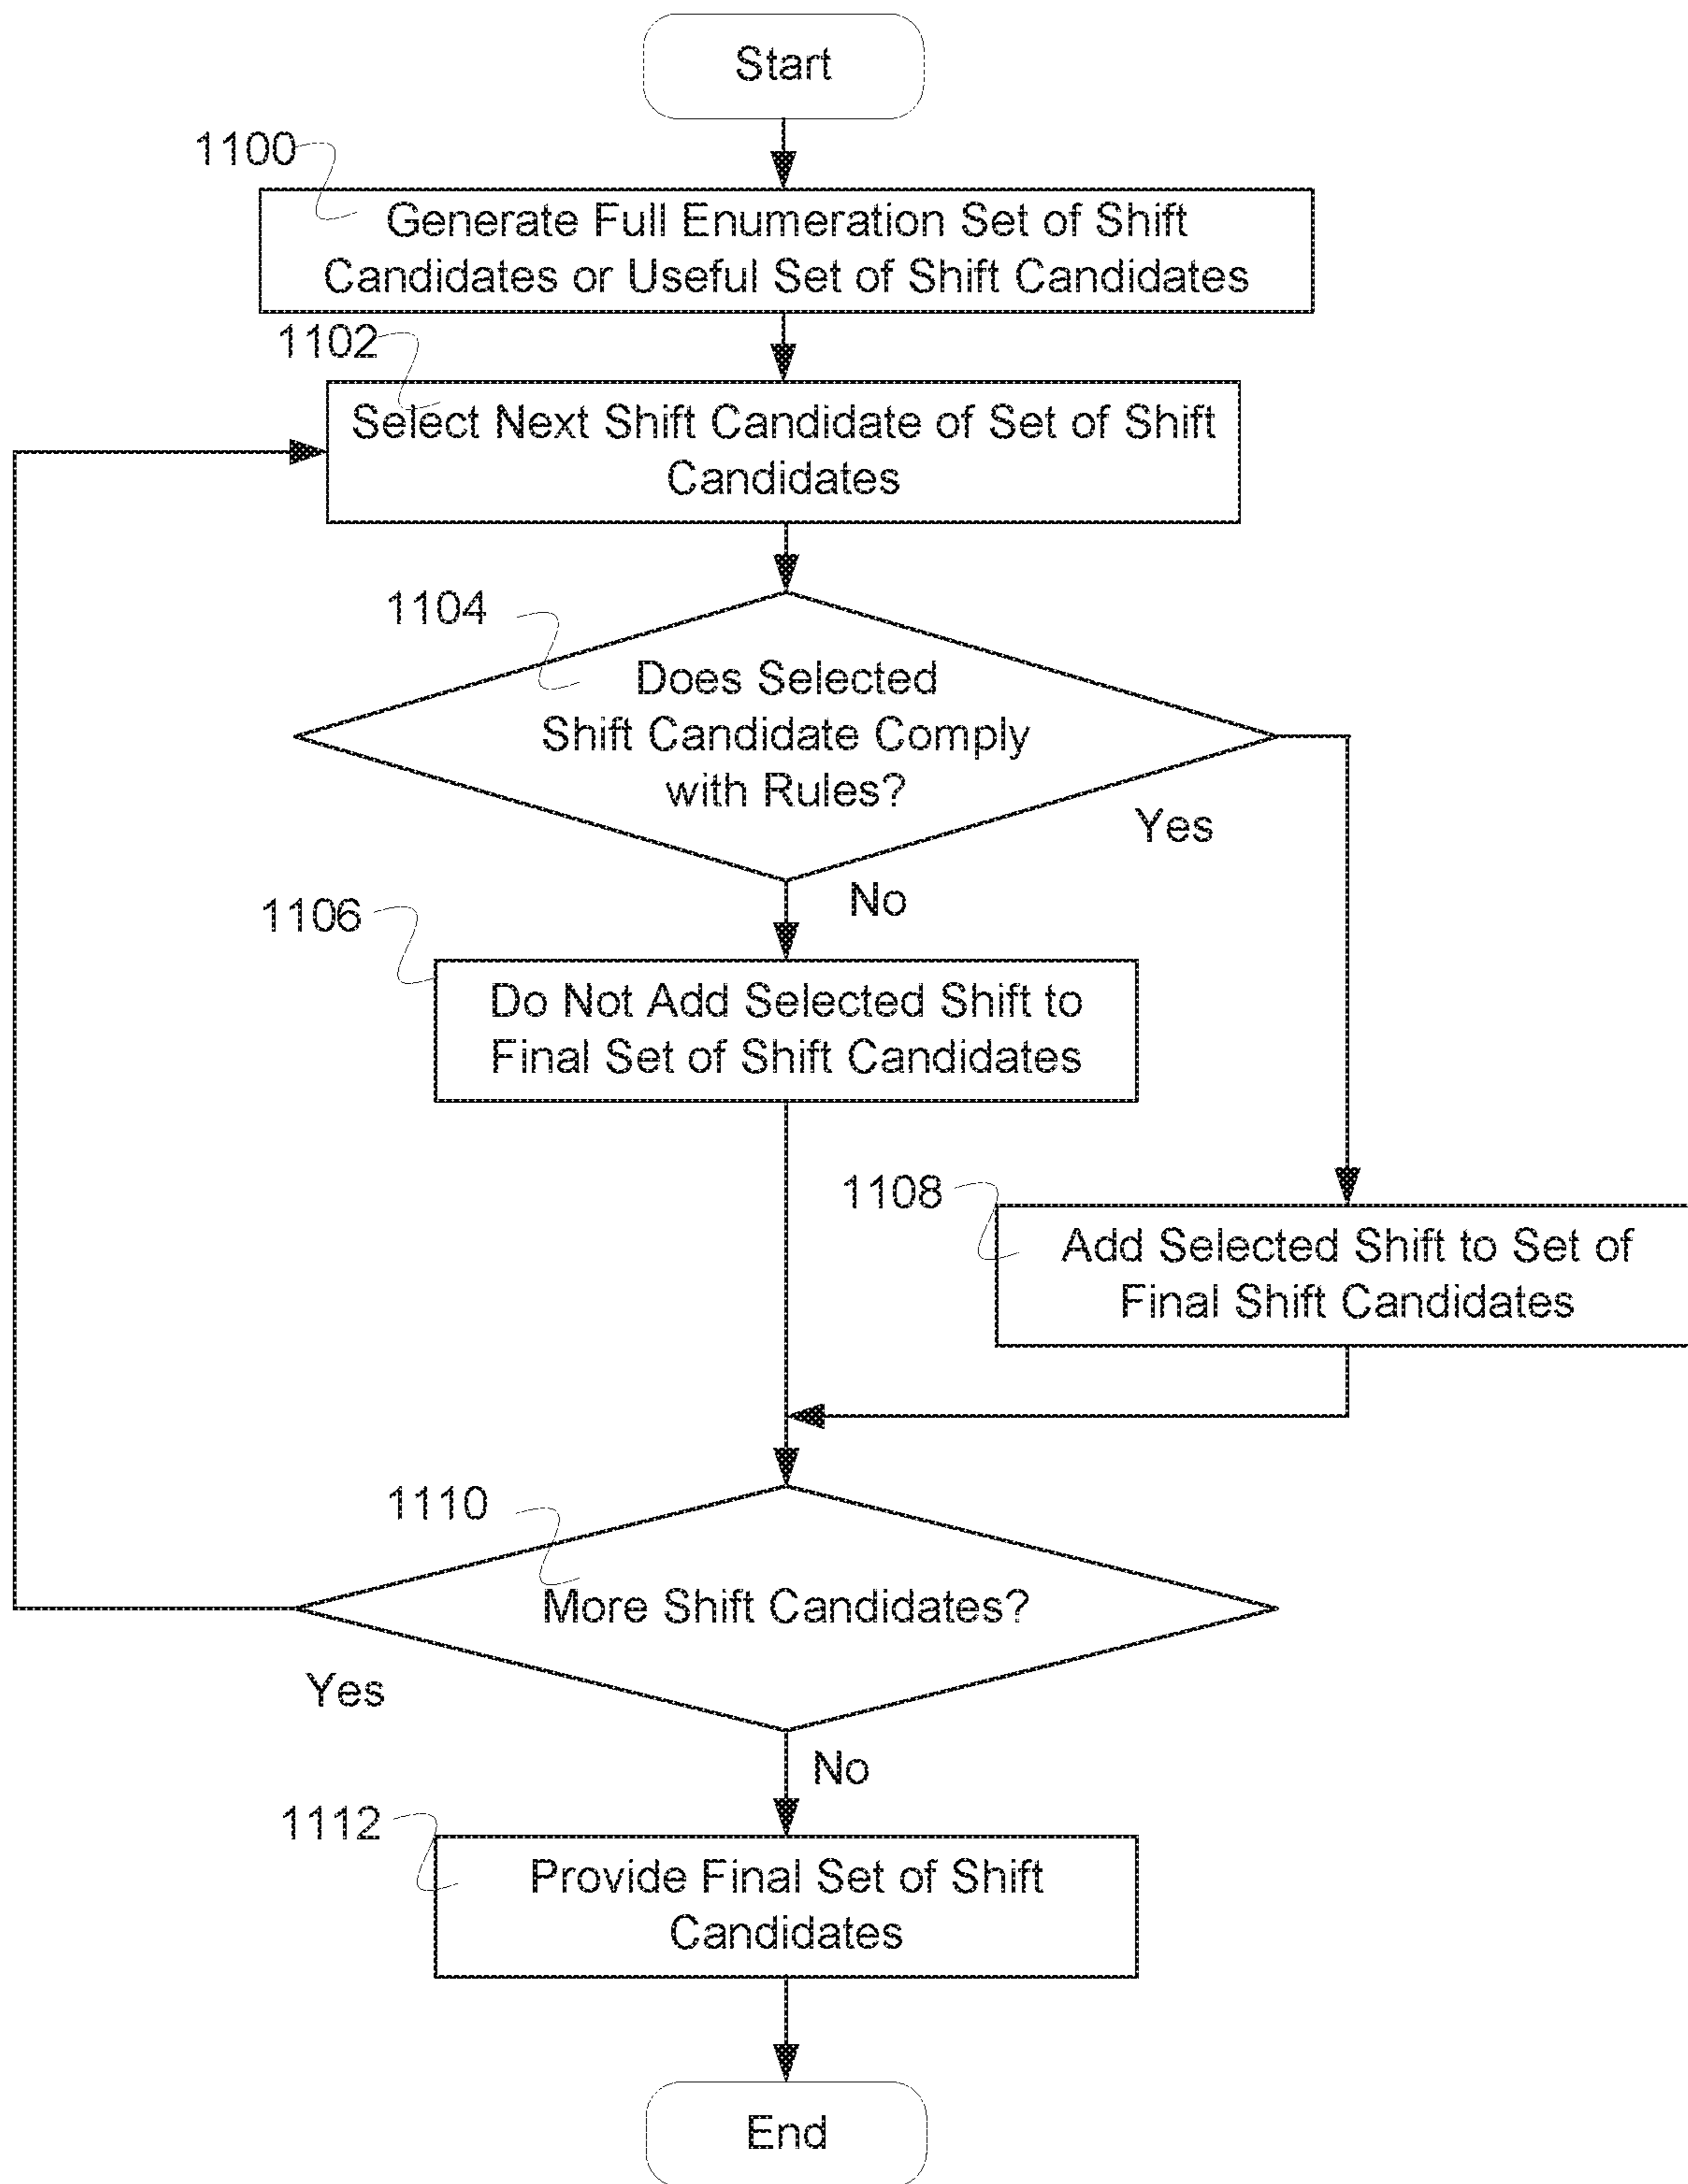 Start
1100
Generate Full Enumeration Set of Shift
Candidates or Useful Set of Shift Candidates
1102
Select Next Shift Candidate of Set of Shift
Candidates
1104
Does Selected
Shift Candidate Comply
with Rules?
Yes
No
1106
Do Not Add Selected Shift to
Final Set of Shift Candidates
1108
Add Selected Shift to Set of
Final Shift Candidates
1110
More Shift Candidates?
Yes
No
1112
Provide Final Set of Shift
Candidates
End